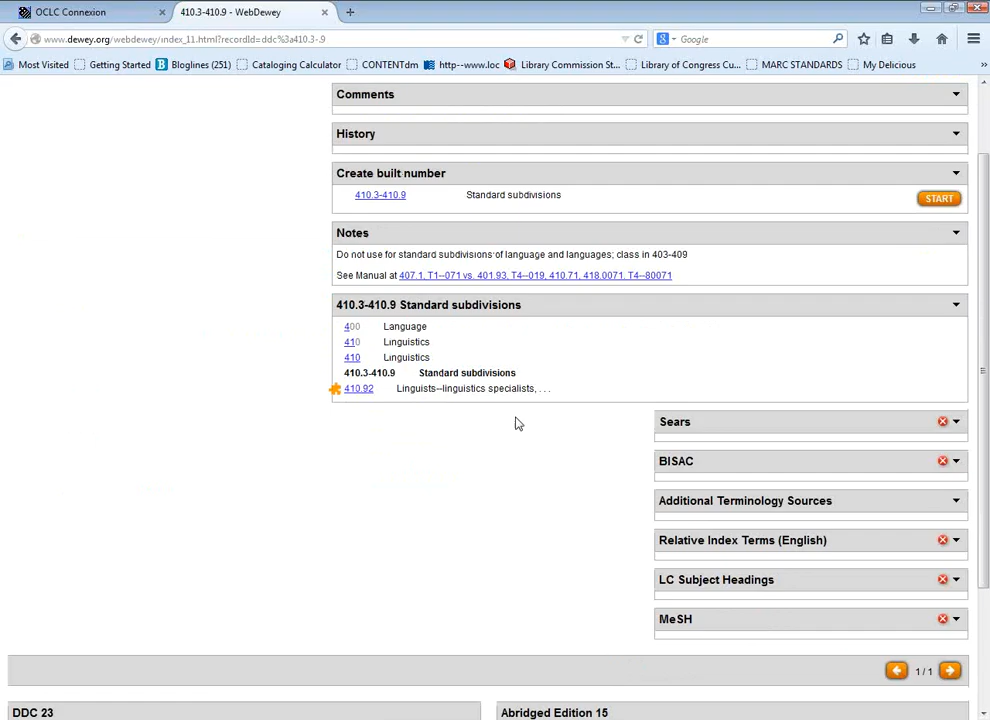 OCLC Connexion
410.3-410.9 - WebDewey
www.dewey.org/webdewey/index_11.html?recordId=ddc%3a410.3-.9
Google
Most Visited Getting Started Bloglines (251) Cataloging Calculator CONTENTdm http--www.loc Library Commission St... Library of Congress Cu... MARC STANDARDS My Delicious »
Comments
History
Create built number
410.3-410.9 Standard subdivisions START
Notes
Do not use for standard subdivisions of language and languages; class in 403-409
See Manual at 407.1, T1--071 vs. 401.93, T4--019, 410.71, 418.0071, T4--80071
410.3-410.9 Standard subdivisions
400 Language
410 Linguistics
410 Linguistics
410.3-410.9 Standard subdivisions
410.92 Linguists--linguistics specialists, . . .
Sears
BISAC
Additional Terminology Sources
Relative Index Terms (English)
LC Subject Headings
MeSH
1 / 1
DDC 23
Abridged Edition 15